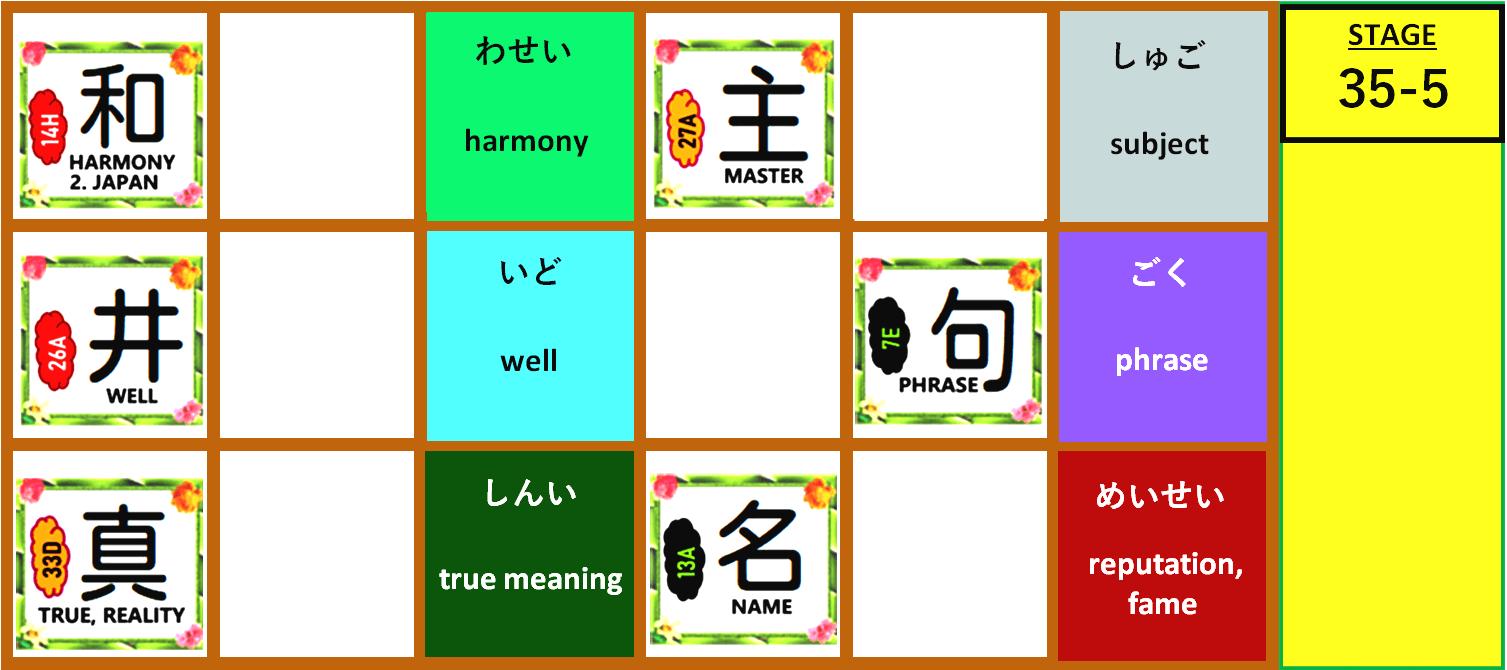 14H
和
HARMONY
2. JAPAN
わせい
harmony
27A
主
MASTER
しゅご
subject
STAGE
35-5
26A
井
WELL
いど
well
7E
句
PHRASE
ごく
phrase
33D
真
TRUE, REALITY
しんい
true meaning
13A
名
NAME
めいせい
reputation,
fame